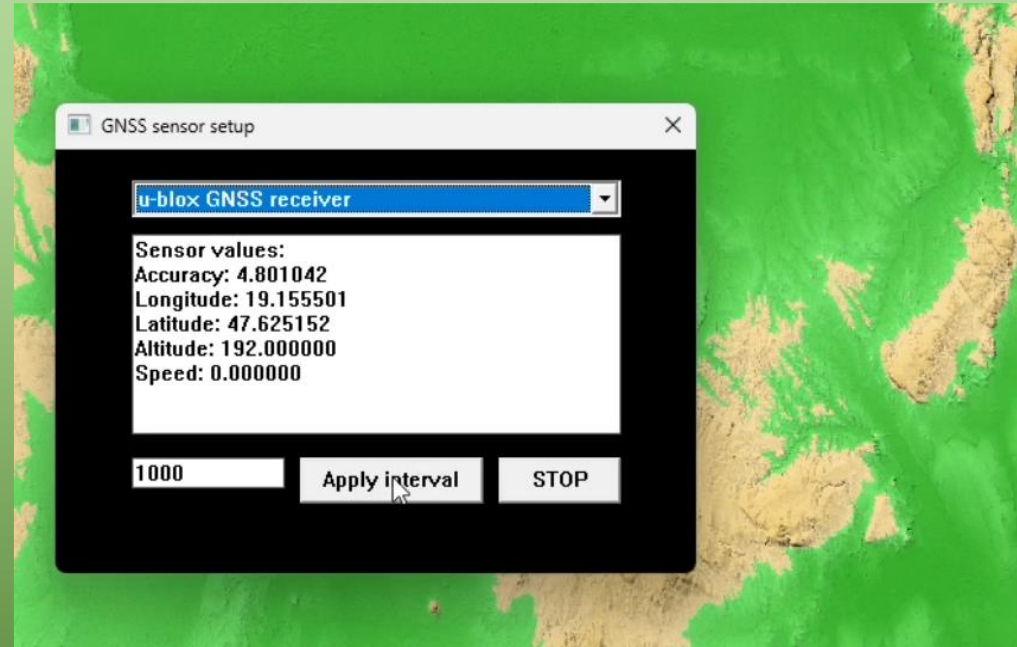 GNSS sensor setup
u-blox GNSS receiver
Sensor values:
Accuracy: 4.801042
Longitude: 19.155501
Latitude: 47.625152
Altitude: 192.000000
Speed: 0.000000
1000 Apply interval STOP